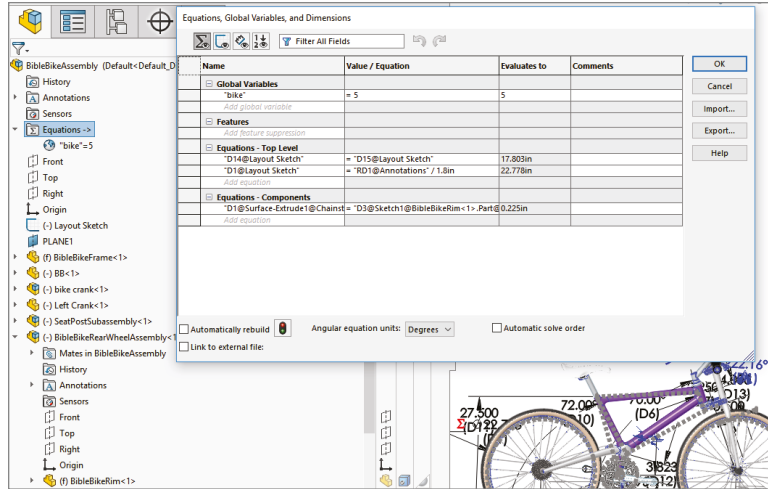 Equations, Global Variables, and Dimensions
Filter All Fields
Name Value / Equation Evaluates to Comments
Global Variables
"bike" = 5 5
Add global variable
Features
Add feature suppression
Equations - Top Level
"D14@Layout Sketch" = "D15@Layout Sketch" 17.803in
"D1@Layout Sketch" = "RD1@Annotations" / 1.8in 22.778in
Add equation
Equations - Components
"D1@Surface-Extrude1@Chainst = "D3@Sketch1@BibleBikeRim<1>.Part@ 0.225in
Add equation
OK
Cancel
Import...
Export...
Help
Automatically rebuild Angular equation units: Degrees Automatic solve order
Link to external file:
BibleBikeAssembly (Default<Default_D
History
Annotations
Sensors
Equations ->
"bike"=5
Front
Top
Right
Origin
(-) Layout Sketch
PLANE1
(f) BibleBikeFrame<1>
(-) BB<1>
(-) bike crank<1>
(-) Left Crank<1>
(-) SeatPostSubassembly<1>
(-) BibleBikeRearWheelAssembly<1
Mates in BibleBikeAssembly
History
Annotations
Sensors
Front
Top
Right
Origin
(f) BibleBikeRim<1>
22.16°
D13)
72.00°
70.00°
(D6)
27.500